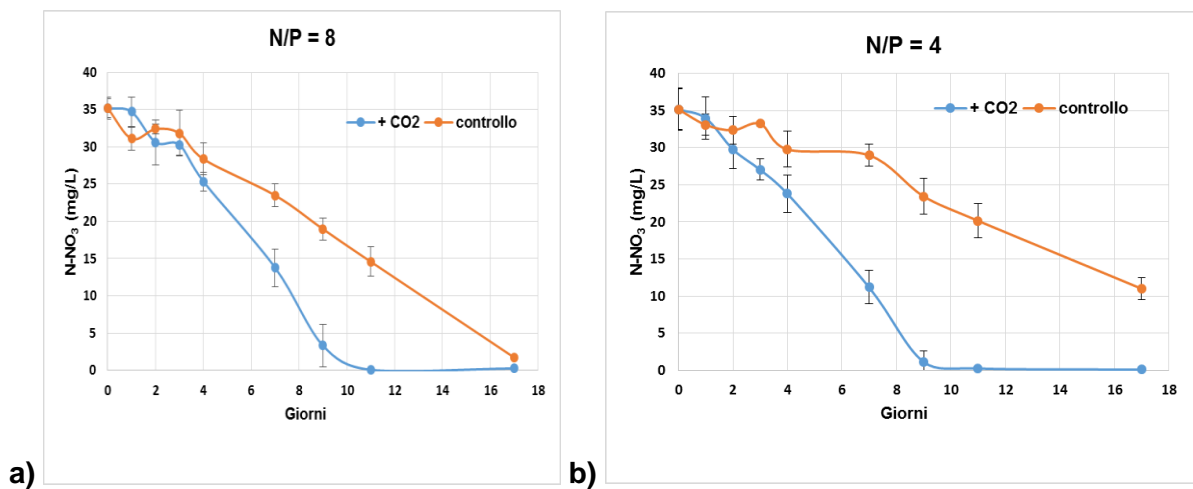 N/P = 8
40
35
30
25
20
15
10
5
0
N-NO3 (mg/L)
+ CO2 controllo
0 2 4 6 8 10 12 14 16 18
Giorni
a)
N/P = 4
40
35
30
25
20
15
10
5
0
N-NO3 (mg/L)
+ CO2 controllo
0 2 4 6 8 10 12 14 16 18
Giorni
b)